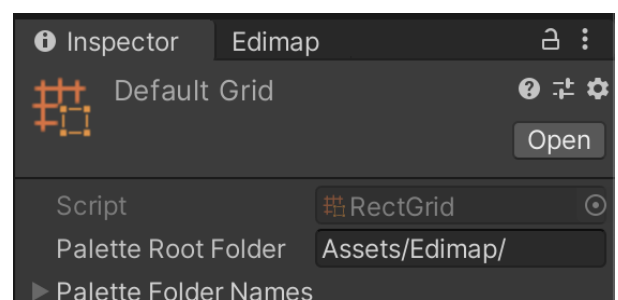 Inspector Edimap
Default Grid
Open
Script RectGrid
Palette Root Folder Assets/Edimap/
Palette Folder Names